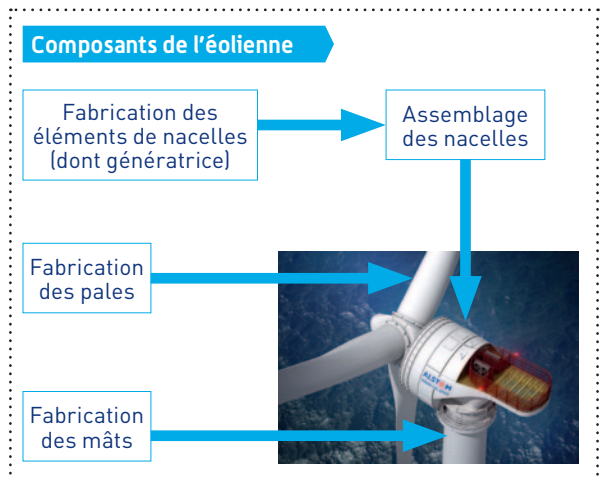 Composants de l'éolienne
Fabrication des
éléments de nacelles
(dont génératrice)
Assemblage
des nacelles
Fabrication
des pales
ALSTOM
Fabrication
des mâts